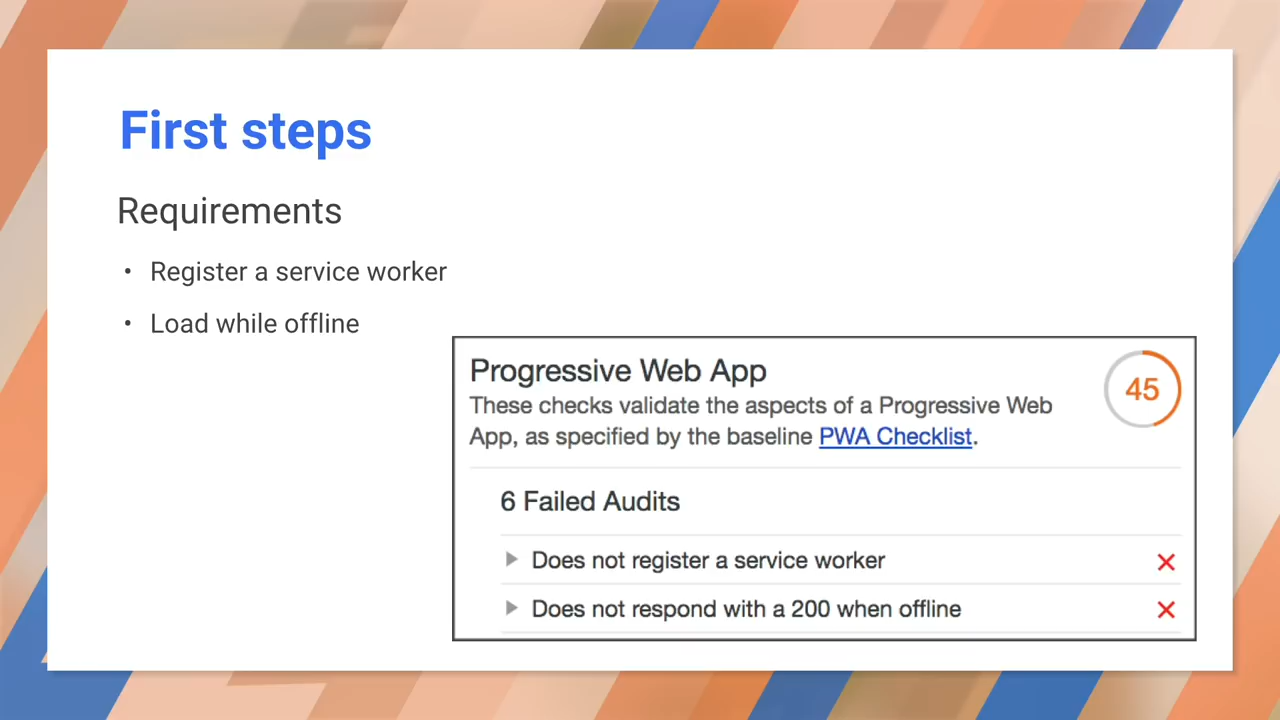 First steps
Requirements
• Register a service worker
• Load while offline
Progressive Web App
45
These checks validate the aspects of a Progressive Web
App, as specified by the baseline PWA Checklist.
6 Failed Audits
Does not register a service worker
Does not respond with a 200 when offline